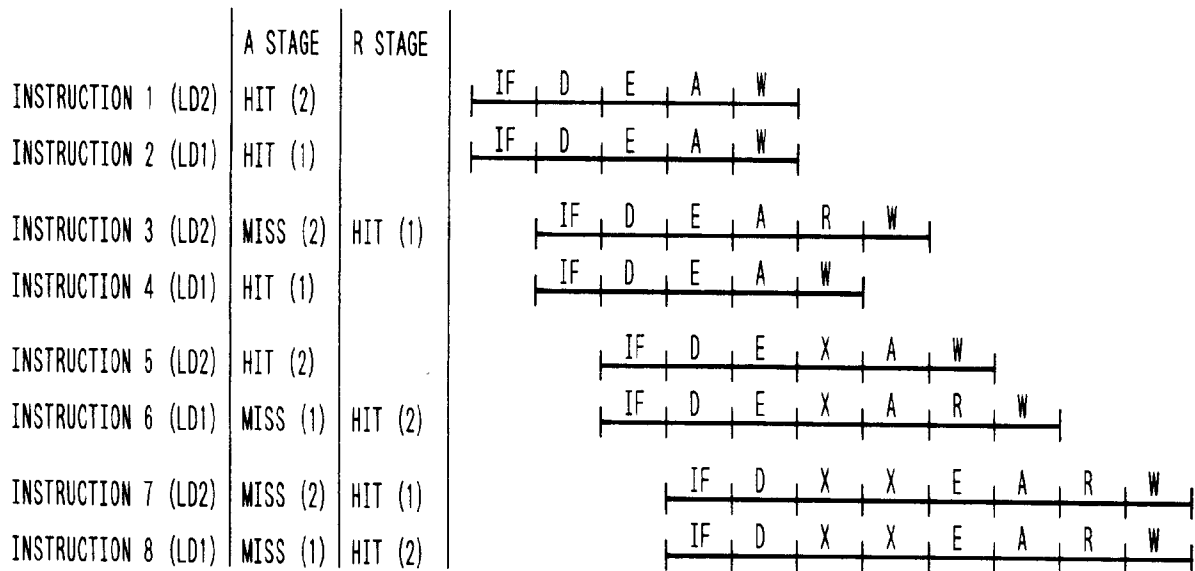 A STAGE R STAGE
INSTRUCTION 1 (LD2) HIT (2) IF D E A W
INSTRUCTION 2 (LD1) HIT (1) IF D E A W
INSTRUCTION 3 (LD2) MISS (2) HIT (1) IF D E A R W
INSTRUCTION 4 (LD1) HIT (1) IF D E A W
INSTRUCTION 5 (LD2) HIT (2) IF D E X A W
INSTRUCTION 6 (LD1) MISS (1) HIT (2) IF D E X A R W
INSTRUCTION 7 (LD2) MISS (2) HIT (1) IF D X X E A R W
INSTRUCTION 8 (LD1) MISS (1) HIT (2) IF D X X E A R W